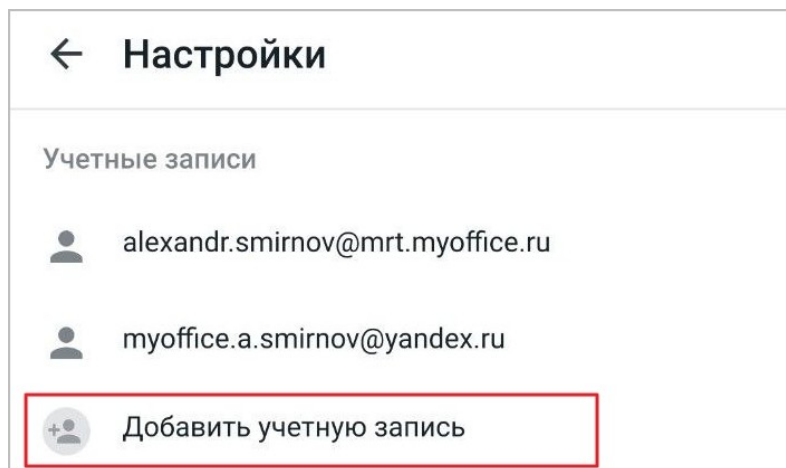 Настройки
Учетные записи
alexandr.smirnov@mrt.myoffice.ru
myoffice.a.smirnov@yandex.ru
Добавить учетную запись